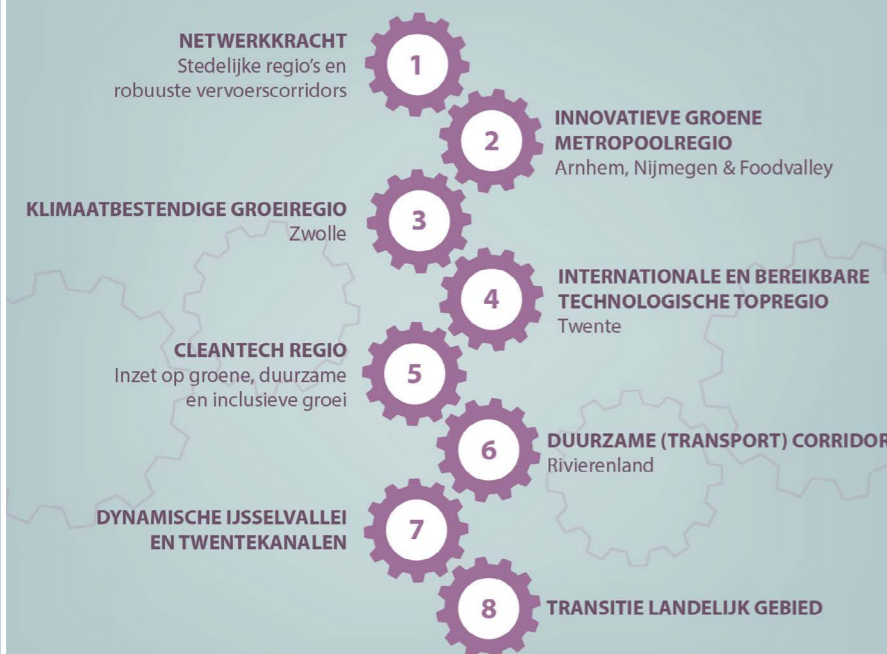 1
NETWERKKRACHT
Stedelijke regio's en
robuuste vervoerscorridors
2
INNOVATIEVE GROENE
METROPOOLREGIO
Arnhem, Nijmegen & Foodvalley
3
KLIMAATBESTENDIGE GROEIREGIO
Zwolle
4
INTERNATIONALE EN BEREIKBARE
TECHNOLOGISCHE TOPREGIO
Twente
5
CLEANTECH REGIO
Inzet op groene, duurzame
en inclusieve groei
6
DUURZAME (TRANSPORT) CORRIDOR
Rivierenland
7
DYNAMISCHE IJSSELVALLEI
EN TWENTEKANALEN
8
TRANSITIE LANDELIJK GEBIED